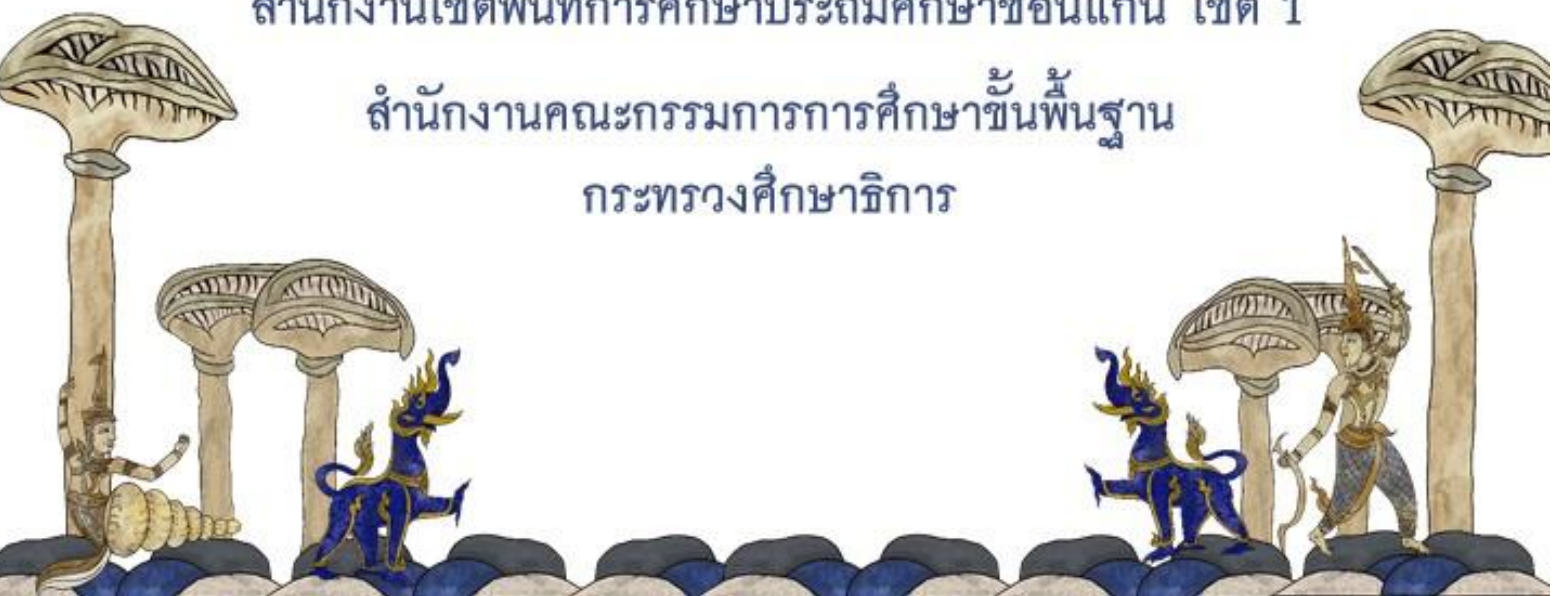 สำนักงานเขตพื้นที่การศึกษาประถมศึกษาขอนแก่น เขต 1
สำนักงานคณะกรรมการการศึกษาขั้นพื้นฐาน
กระทรวงศึกษาธิการ